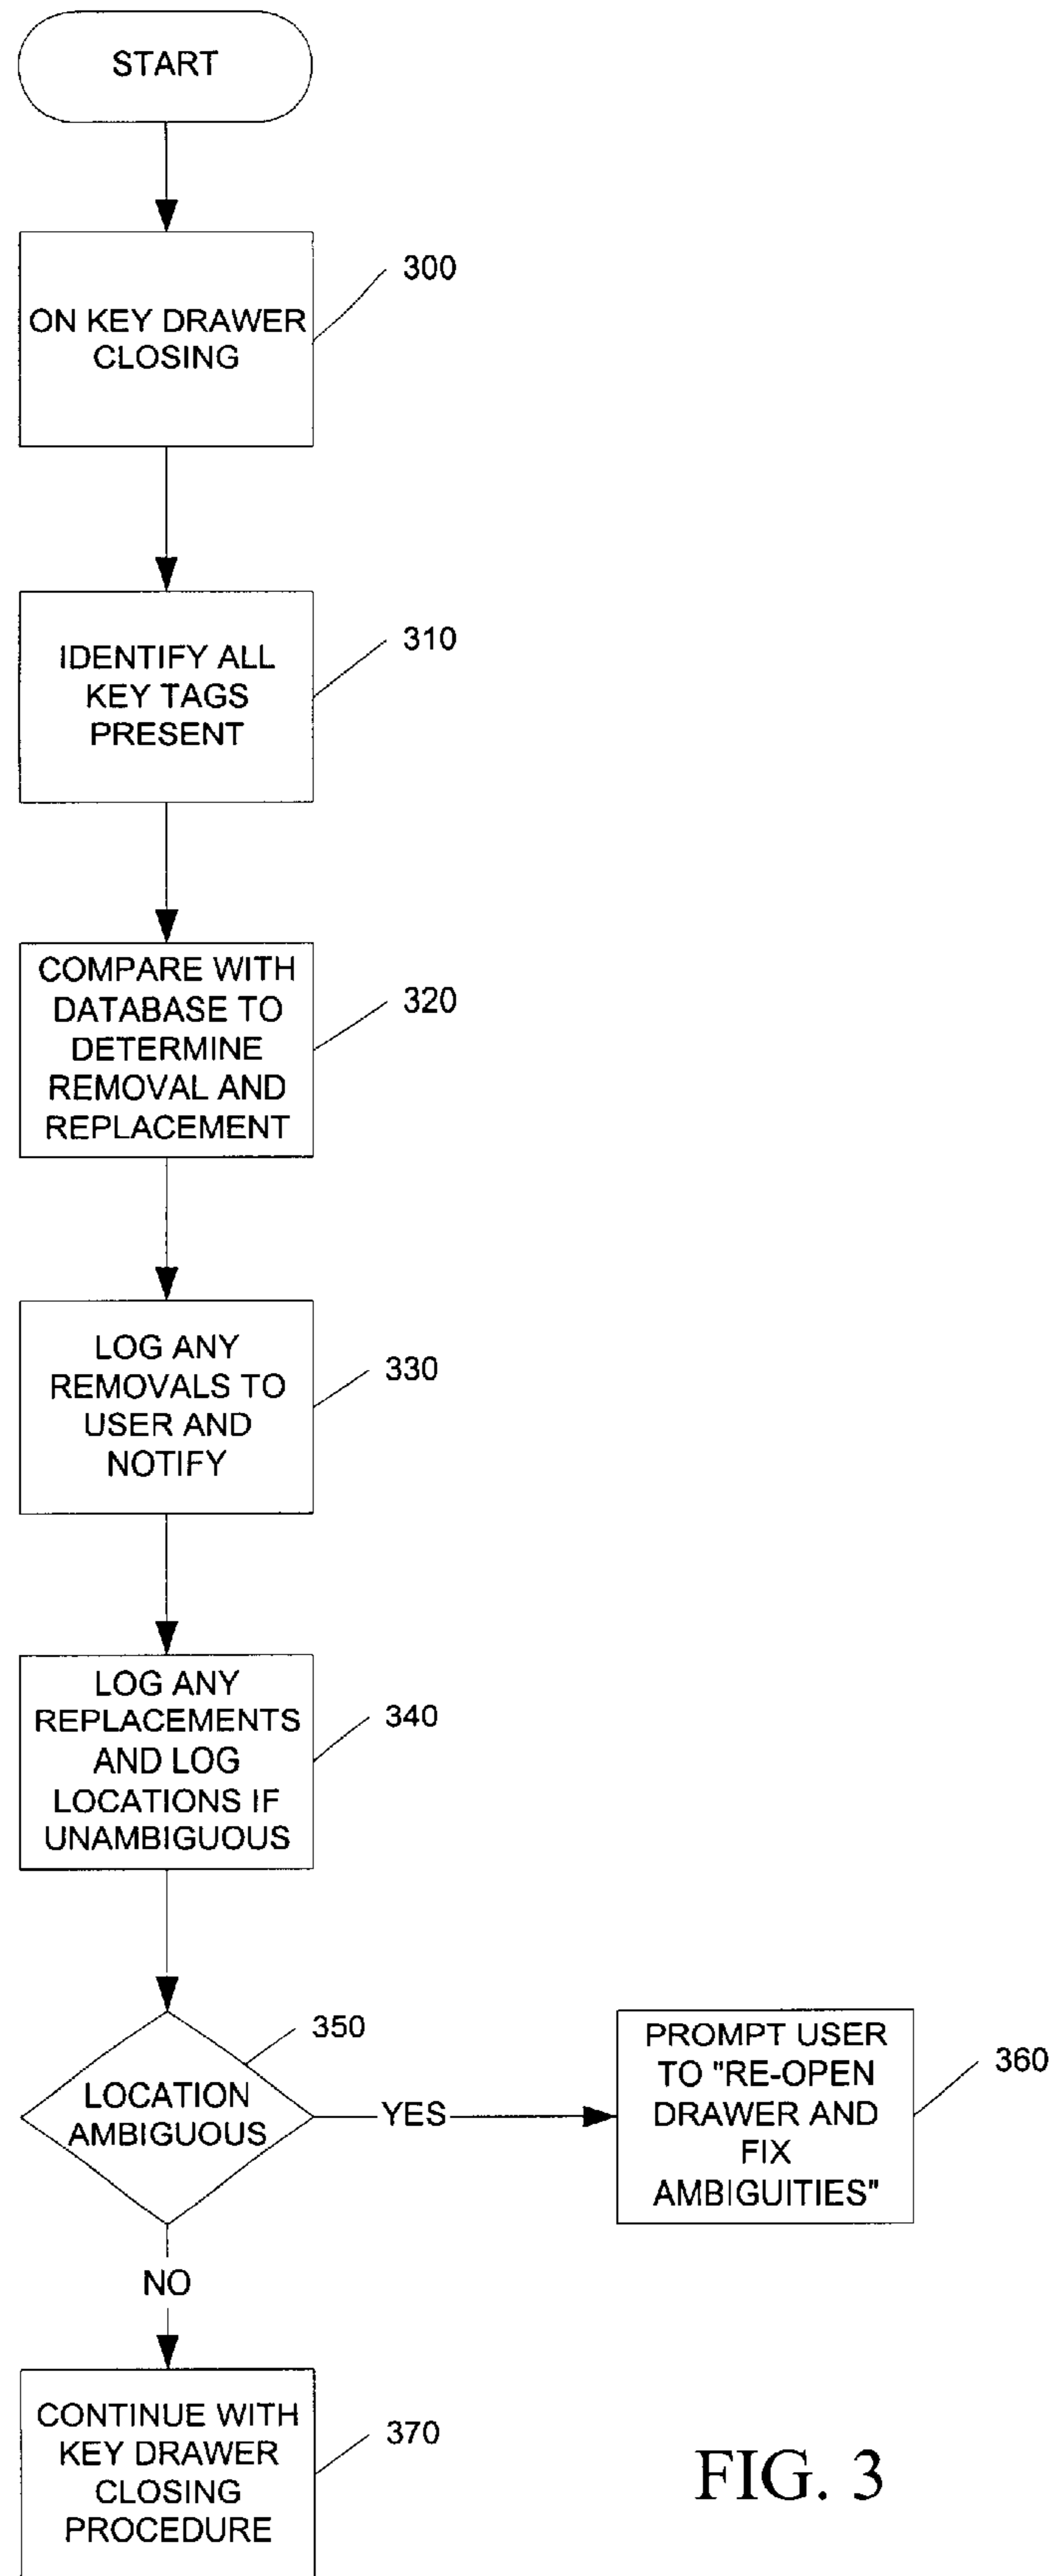 START
ON KEY DRAWER
CLOSING
300
IDENTIFY ALL
KEY TAGS
PRESENT
310
COMPARE WITH
DATABASE TO
DETERMINE
REMOVAL AND
REPLACEMENT
320
LOG ANY
REMOVALS TO
USER AND
NOTIFY
330
LOG ANY
REPLACEMENTS
AND LOG
LOCATIONS IF
UNAMBIGUOUS
340
LOCATION
AMBIGUOUS
350
YES
PROMPT USER
TO "RE-OPEN
DRAWER AND
FIX
AMBIGUITIES"
360
NO
CONTINUE WITH
KEY DRAWER
CLOSING
PROCEDURE
370
FIG. 3